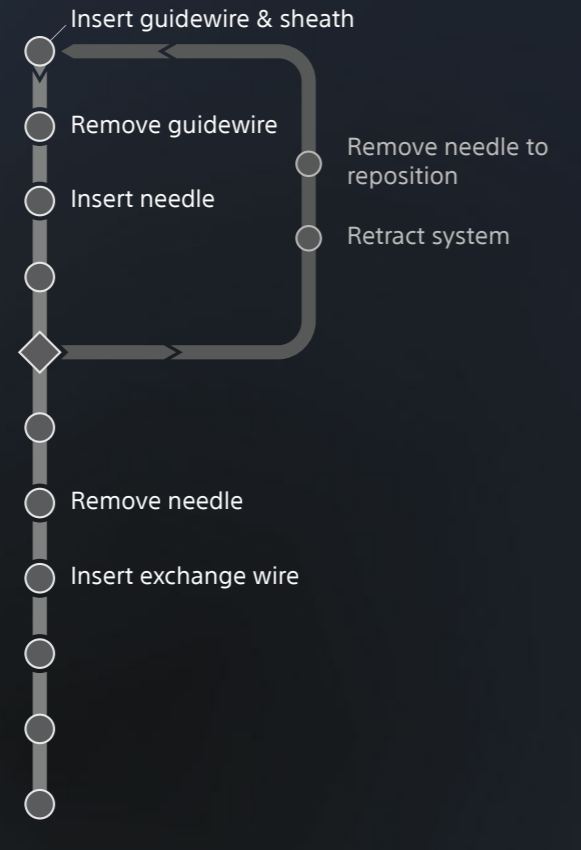 Insert guidewire & sheath
Remove guidewire
Remove needle to
reposition
Insert needle
Retract system
Remove needle
Insert exchange wire